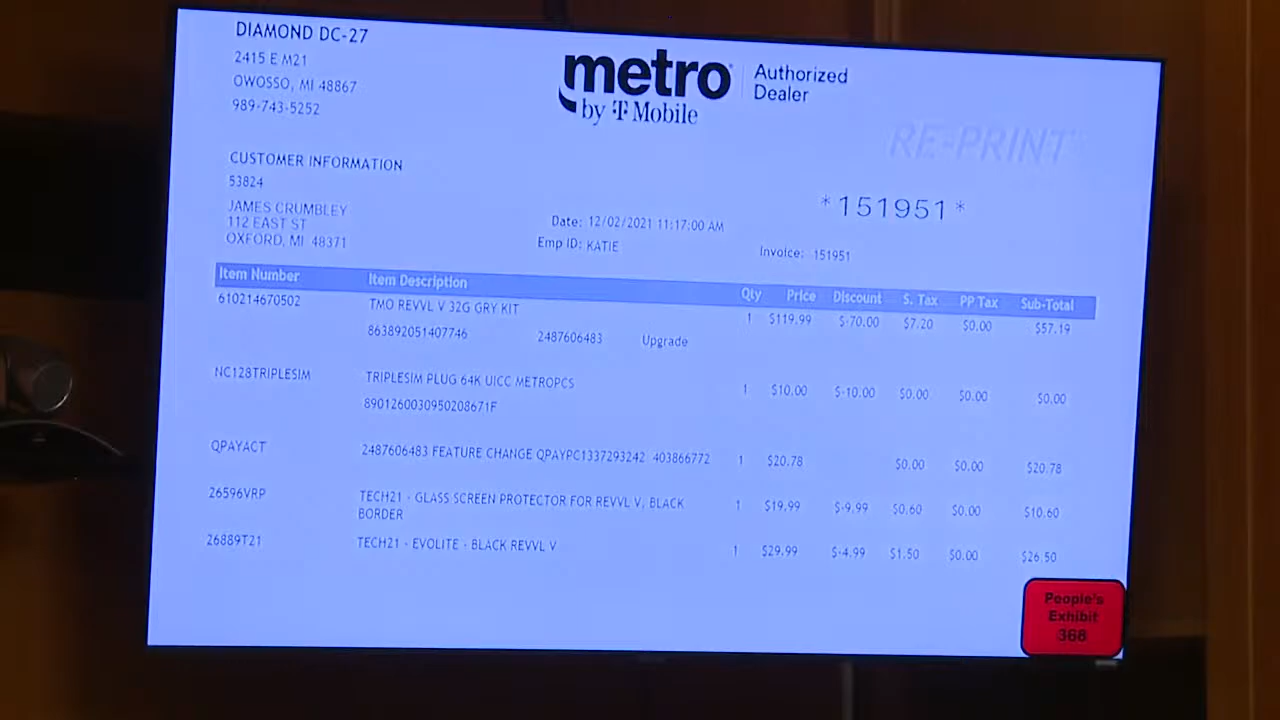 DIAMOND DC-27
2415 E M21
OWOSSO, MI 48867
989-743-5252
metro by T Mobile
Authorized
Dealer
RE-PRINT
CUSTOMER INFORMATION
53824
JAMES CRUMBLEY
112 EAST ST
OXFORD, MI 48371
*151951*
Date: 12/02/2021 11:17:00 AM
Emp ID: KATIE
Invoice: 151951
Item Number Item Description Qty Price Discount S. Tax PP Tax Sub-Total
610214670502 TMO REVVL V 32G GRY KIT 1 $119.99 $-70.00 $7.20 $0.00 $57.19
863892051407746 2487606483 Upgrade
NC128TRIPLESIM TRIPLESIM PLUG 64K UICC METROPCS 1 $10.00 $-10.00 $0.00 $0.00 $0.00
8901260030950208671F
QPAYACT 2487606483 FEATURE CHANGE QPAYPC1337293242 403866772 1 $20.78 $0.00 $0.00 $20.78
26596VRP TECH21 - GLASS SCREEN PROTECTOR FOR REVVL V, BLACK 1 $19.99 $-9.99 $0.60 $0.00 $10.60
BORDER
26889T21 TECH21 - EVOLITE - BLACK REVVL V 1 $29.99 $-4.99 $1.50 $0.00 $26.50
People's
Exhibit
368